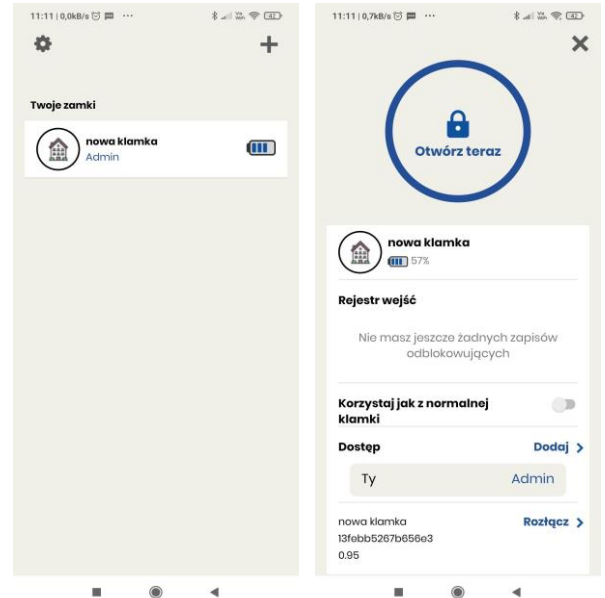 11:11 | 0,0kB/s
42
Twoje zamki
nowa klamka
Admin
11:11 | 0,7kB/s
42
Otwórz teraz
nowa klamka
57%
Rejestr wejść
Nie masz jeszcze żadnych zapisów
odblokowujących
Korzystaj jak z normalnej
klamki
Dostęp Dodaj
Ty Admin
nowa klamka Rozłącz
13febb5267b656e3
0.95